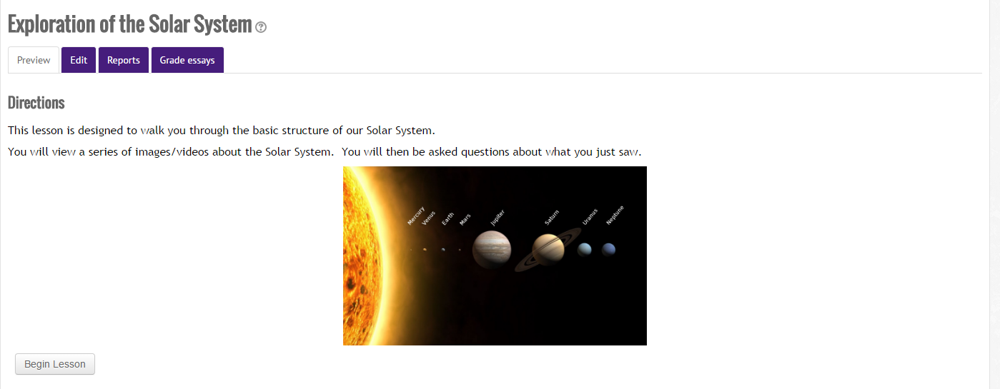 Exploration of the Solar System
Preview Edit Reports Grade essays
Directions
This lesson is designed to walk you through the basic structure of our Solar System.
You will view a series of images/videos about the Solar System. You will then be asked questions about what you just saw.
Mercury Venus Earth Mars Jupiter Saturn Uranus Neptune
Begin Lesson